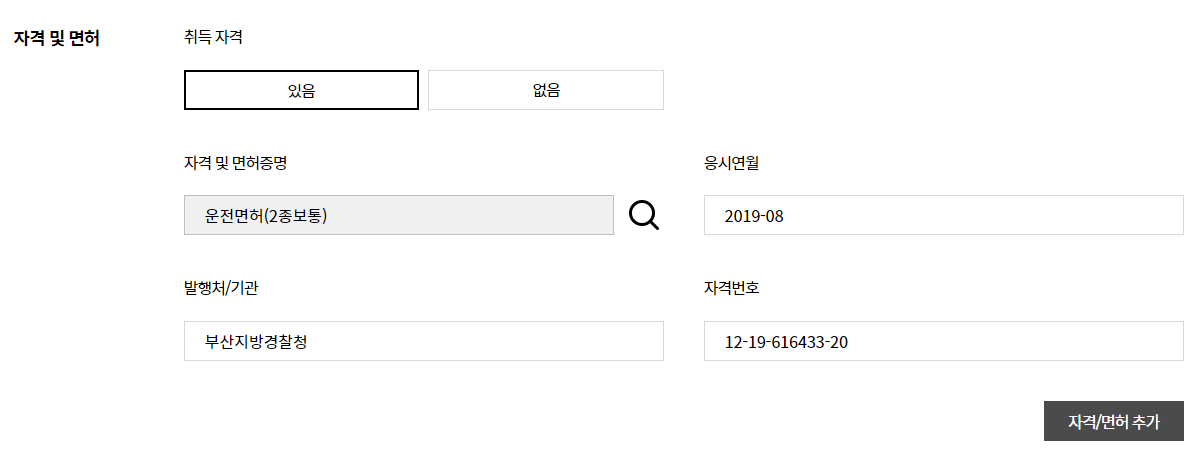 자격 및 면허
취득 자격
있음
없음
자격 및 면허증명
응시연월
운전면허(2종보통)
2019-08
발행처/기관
자격번호
부산지방경찰청
12-19-616433-20
자격/면허 추가